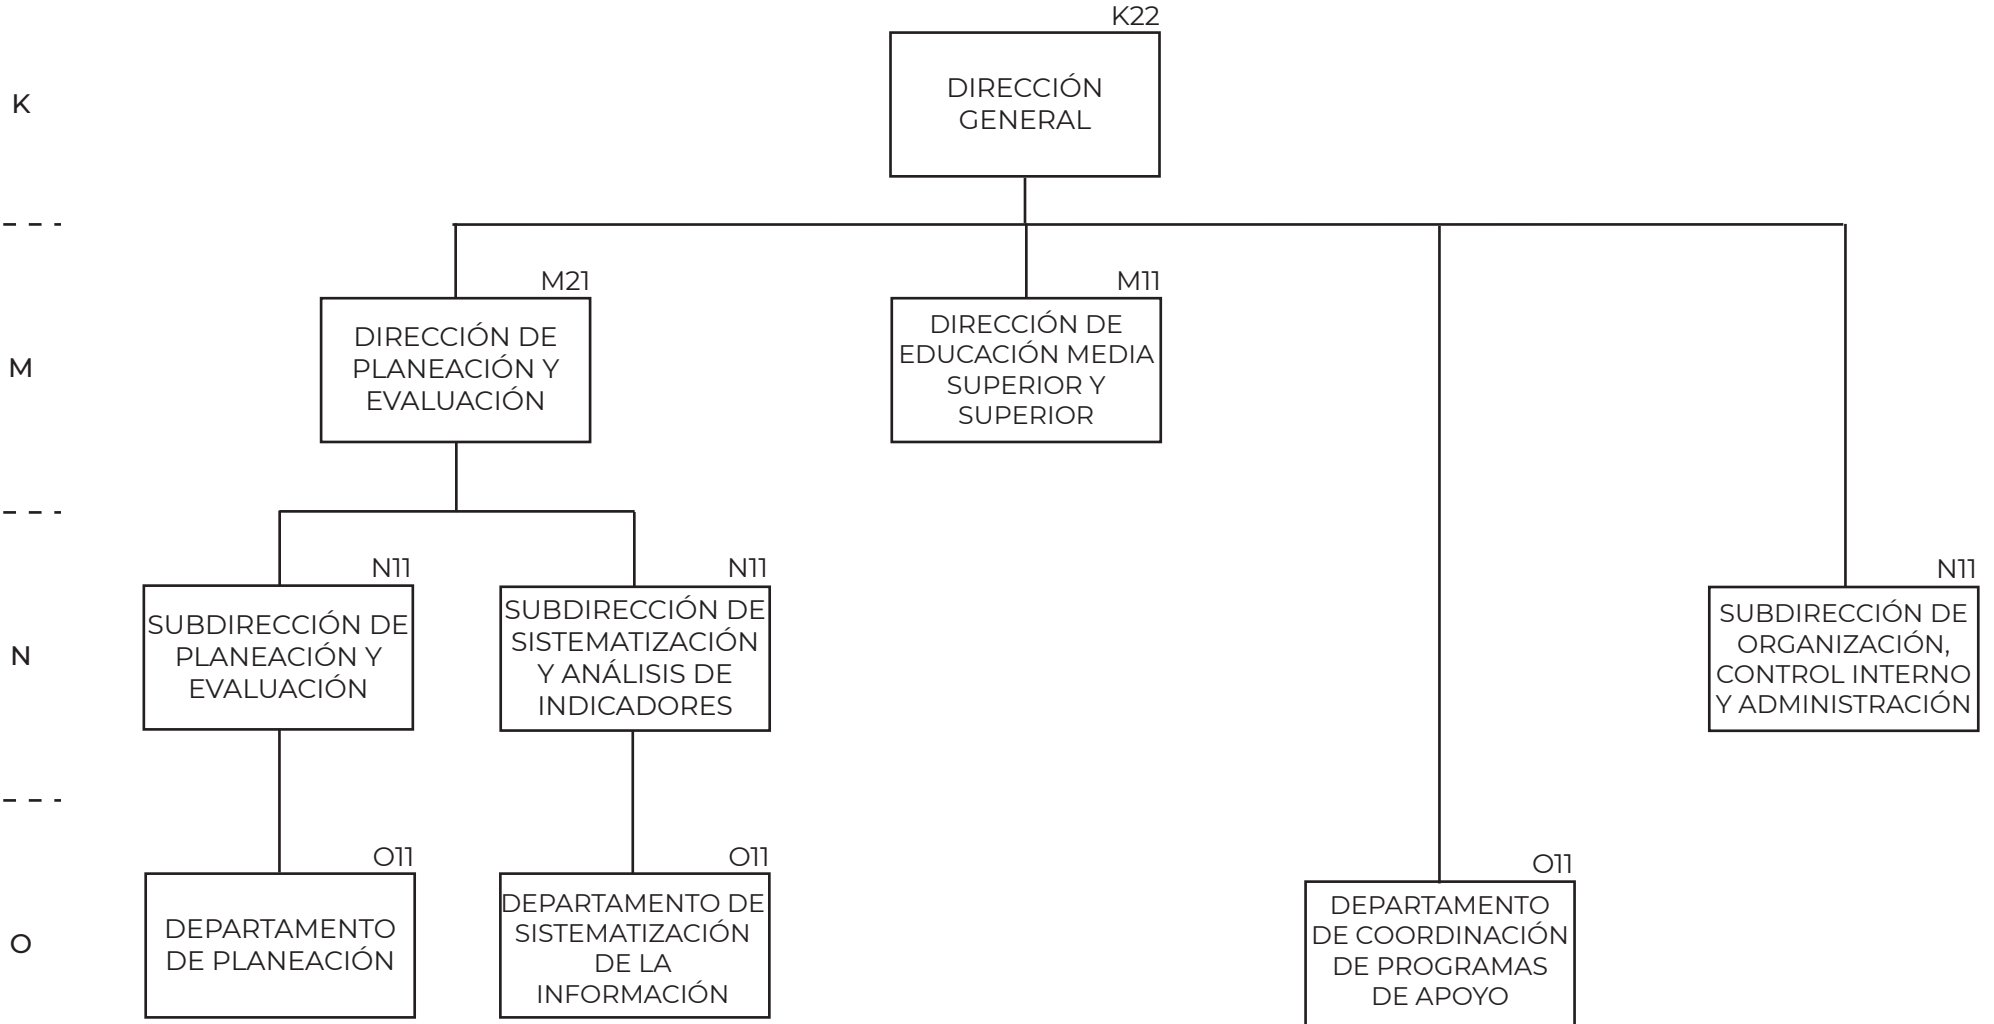 K22
DIRECCIÓN
GENERAL
K
M21
DIRECCIÓN DE
PLANEACIÓN Y
EVALUACIÓN
M11
DIRECCIÓN DE
EDUCACIÓN MEDIA
SUPERIOR Y
SUPERIOR
M
N11
SUBDIRECCIÓN DE
PLANEACIÓN Y
EVALUACIÓN
N11
SUBDIRECCIÓN DE
SISTEMATIZACIÓN
Y ANÁLISIS DE
INDICADORES
N11
SUBDIRECCIÓN DE
ORGANIZACIÓN,
CONTROL INTERNO
Y ADMINISTRACIÓN
N
O11
DEPARTAMENTO
DE PLANEACIÓN
O11
DEPARTAMENTO DE
SISTEMATIZACIÓN
DE LA
INFORMACIÓN
O11
DEPARTAMENTO
DE COORDINACIÓN
DE PROGRAMAS
DE APOYO
O